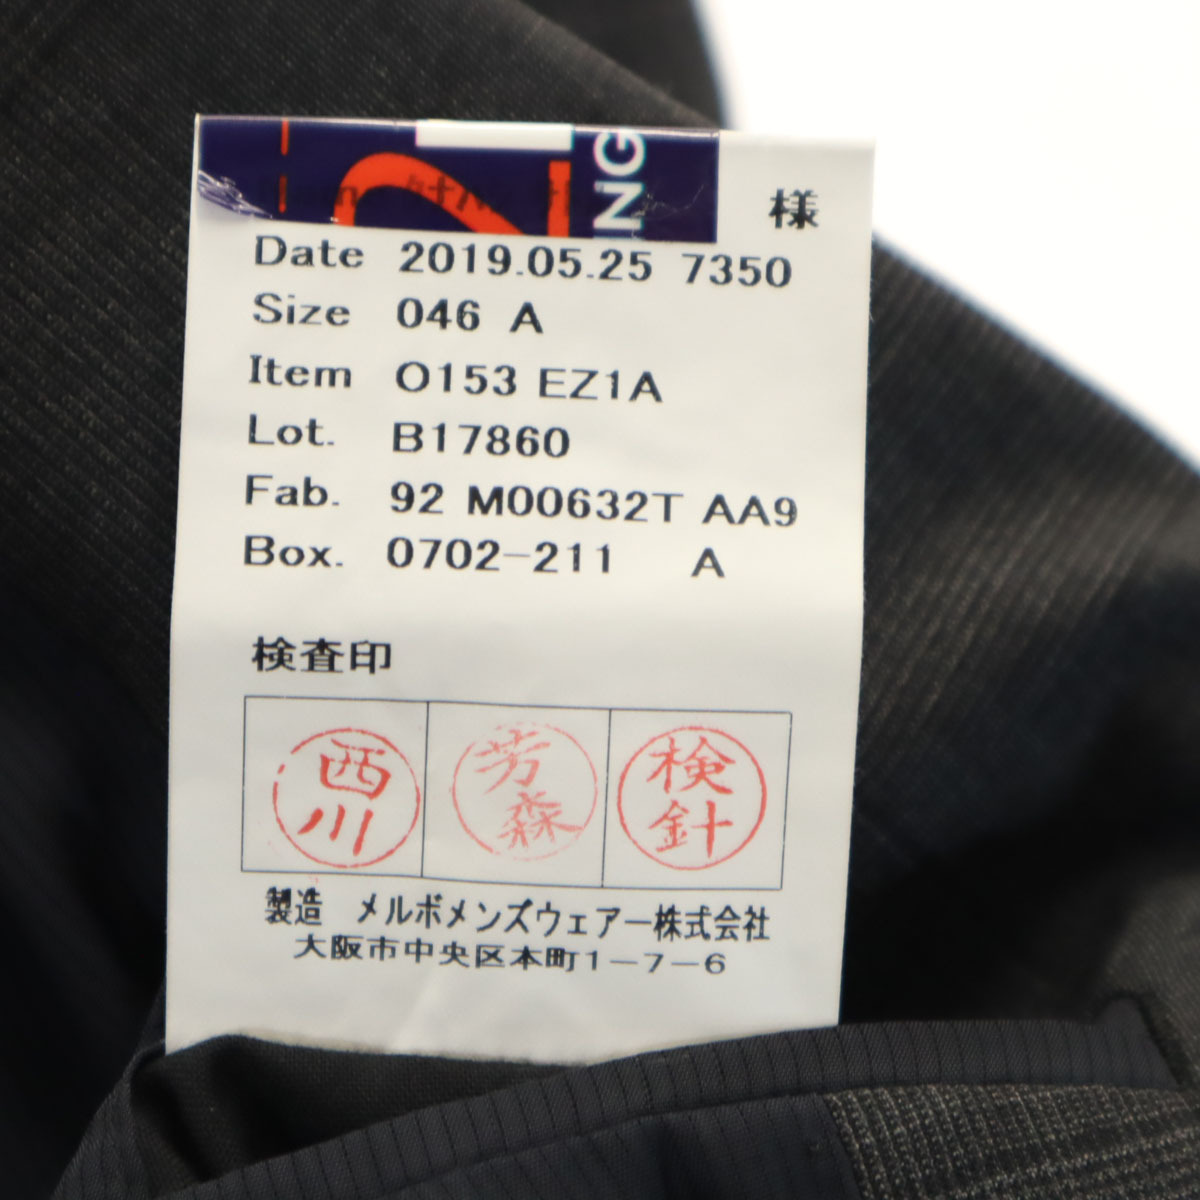 ING
様
Date 2019.05.25 7350
Size 046 A
Item O153 EZ1A
Lot. B17860
Fab. 92 M00632T AA9
Box. 0702-211 A
検査印
西川
芳森
検針
製造 メルボメンズウェアー株式会社
大阪市中央区本町1-7-6